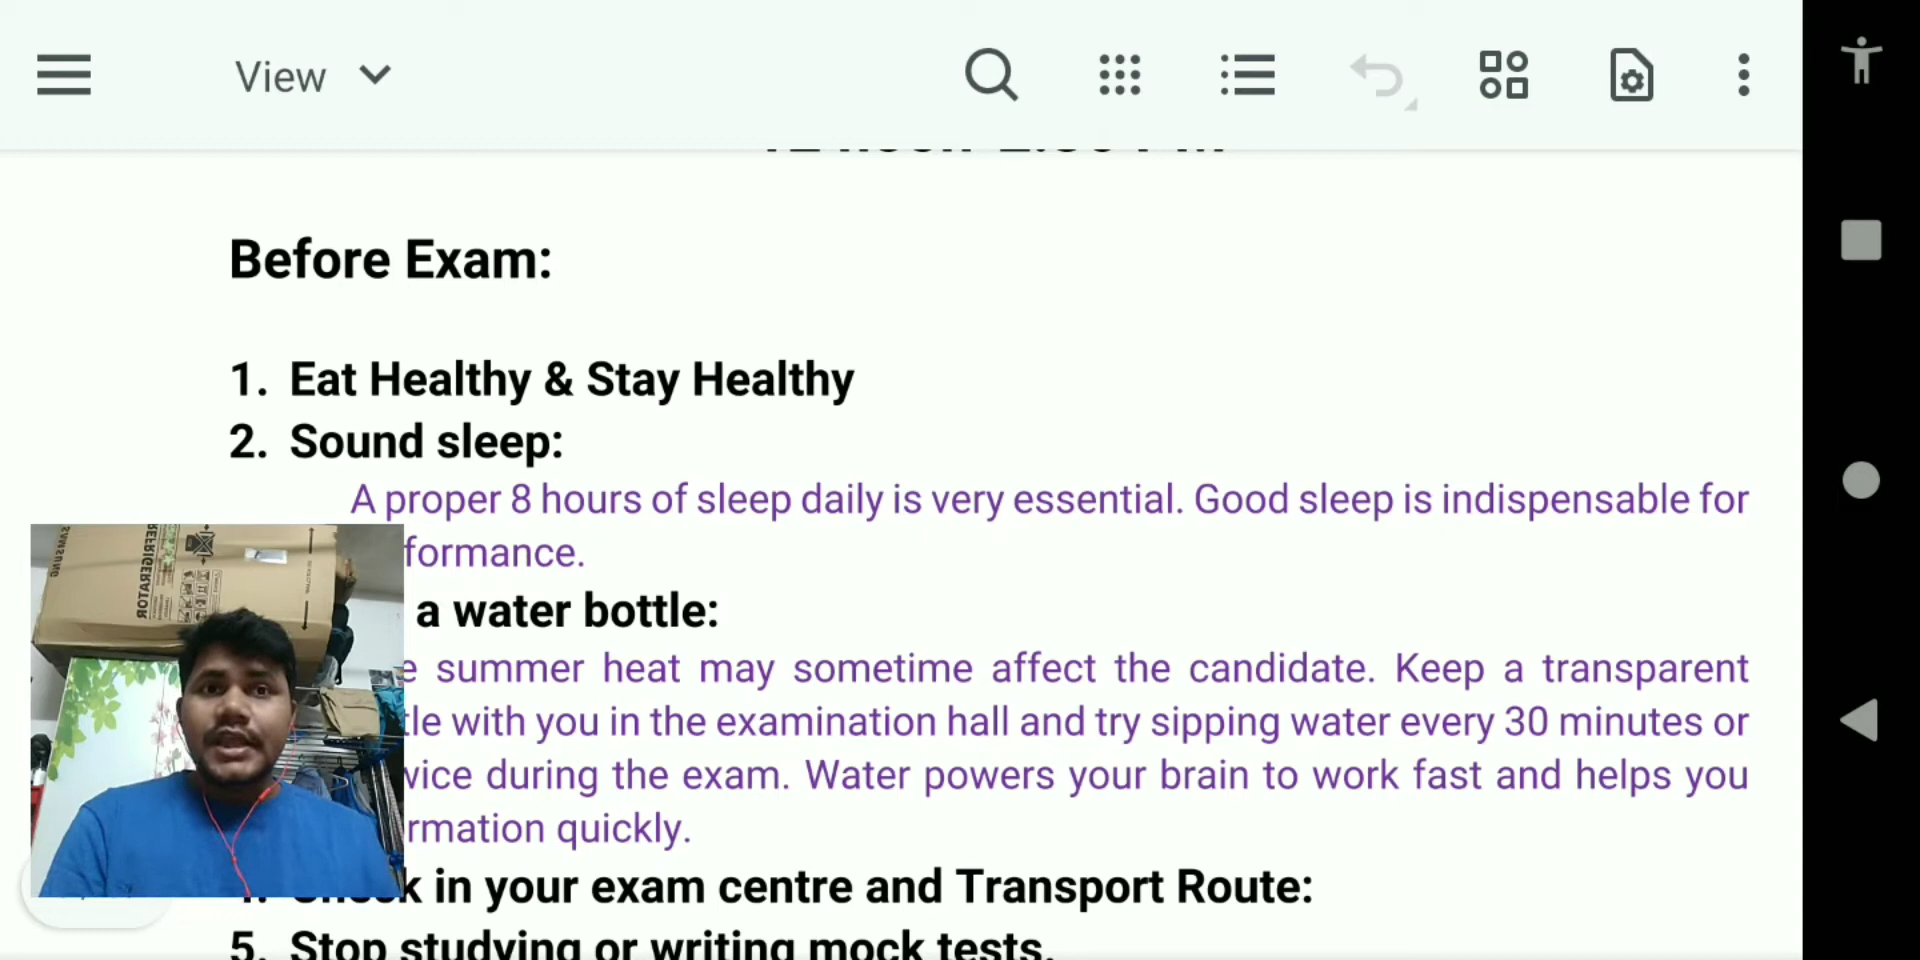 View
Before Exam:
1. Eat Healthy & Stay Healthy
2. Sound sleep:
A proper 8 hours of sleep daily is very essential. Good sleep is indispensable for
formance.
a water bottle:
summer heat may sometime affect the candidate. Keep a transparent
tle with you in the examination hall and try sipping water every 30 minutes or
wice during the exam. Water powers your brain to work fast and helps you
rmation quickly.
in your exam centre and Transport Route:
5. Stop studying or writing mock tests.